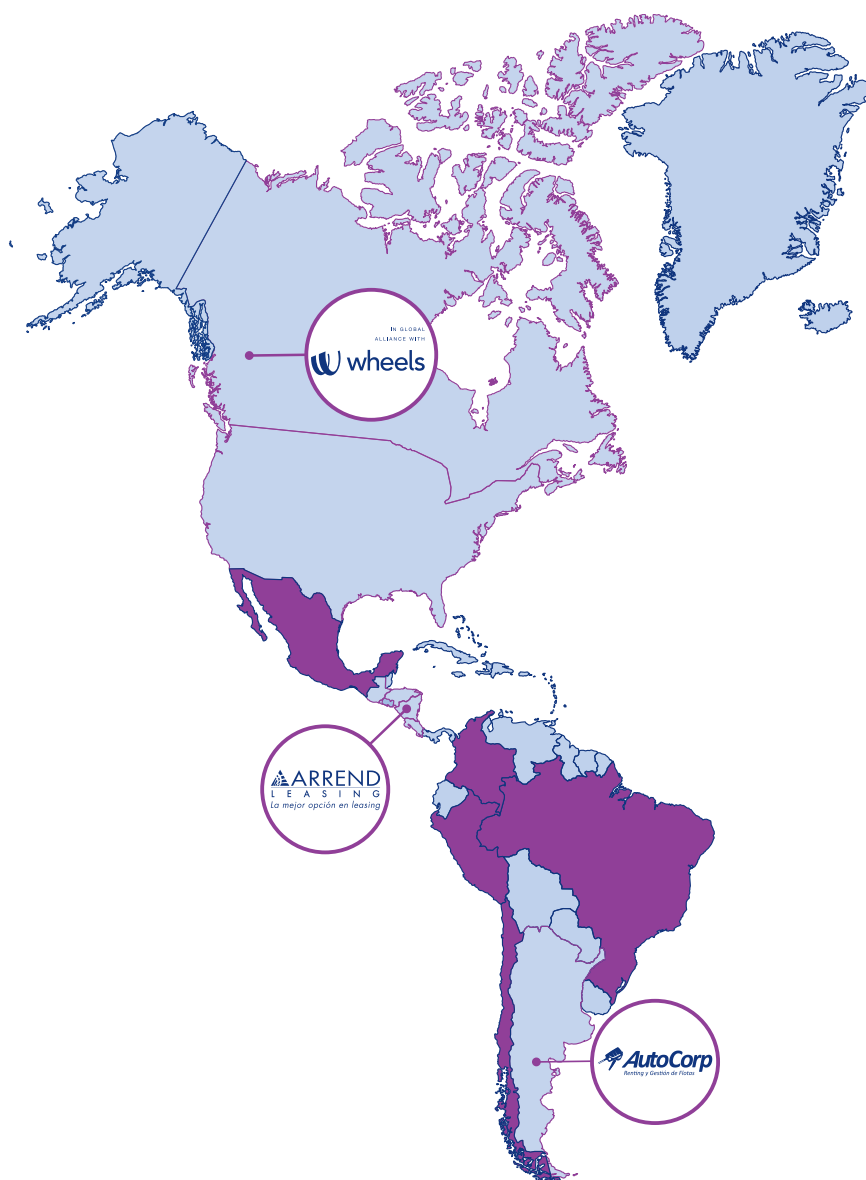 IN GLOBAL
ALLIANCE WITH
wheels
ARREND
LEASING
La mejor opción en leasing
AutoCorp
Renting y Gestión de Flotas